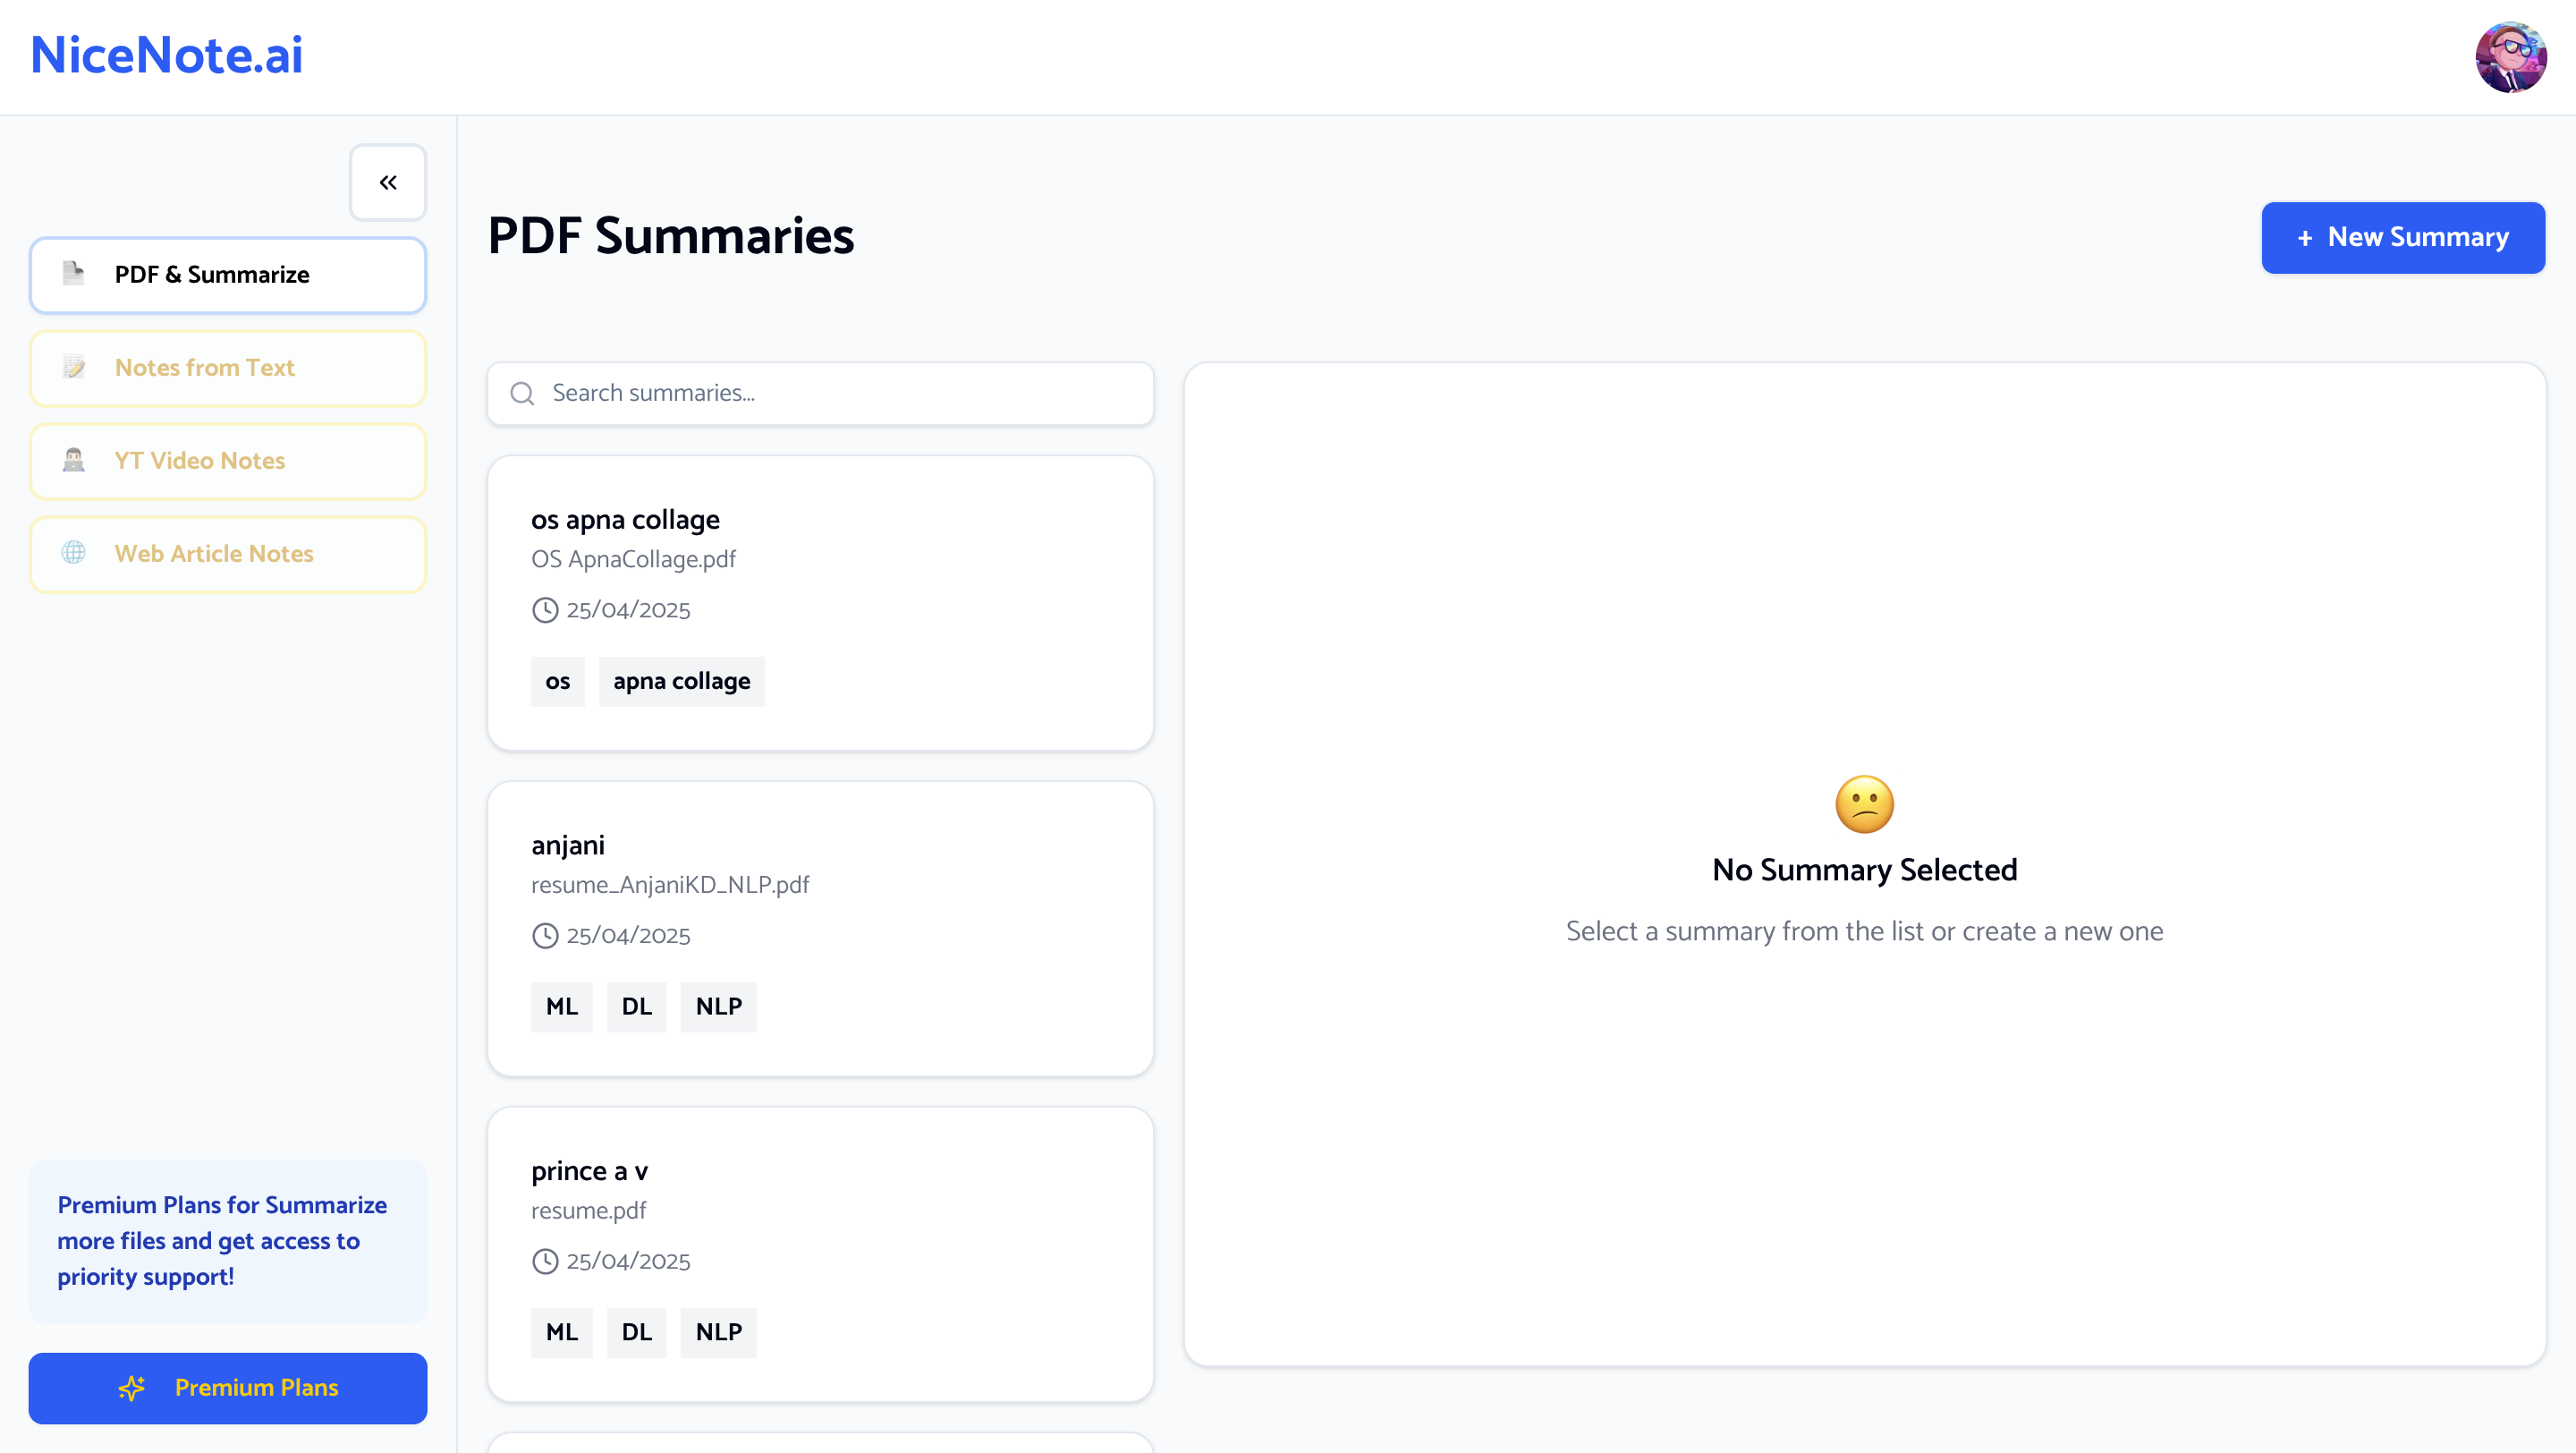 NiceNote.ai
PDF & Summarize
Notes from Text
YT Video Notes
Web Article Notes
Premium Plans for Summarize
more files and get access to
priority support!
Premium Plans
PDF Summaries
+ New Summary
Search summaries...
os apna collage
OS ApnaCollage.pdf
25/04/2025
os apna collage
anjani
resume_AnjaniKD_NLP.pdf
25/04/2025
ML DL NLP
prince a v
resume.pdf
25/04/2025
ML DL NLP
No Summary Selected
Select a summary from the list or create a new one